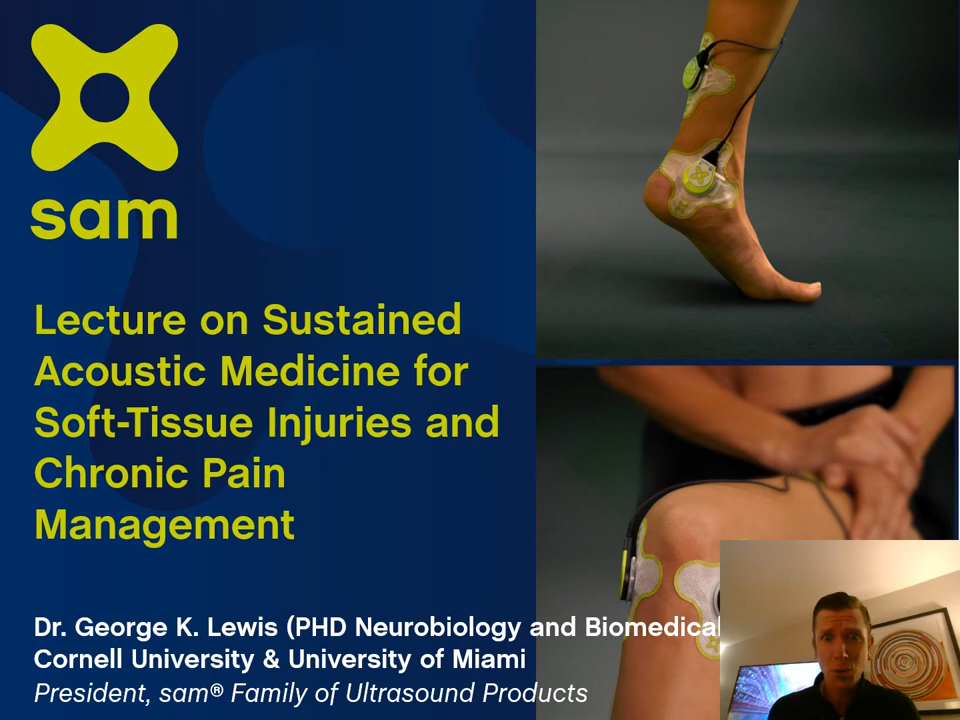 sam
Lecture on Sustained
Acoustic Medicine for
Soft-Tissue Injuries and
Chronic Pain
Management
Dr. George K. Lewis (PHD Neurobiology and Biomedical
Cornell University & University of Miami
President, sam® Family of Ultrasound Products